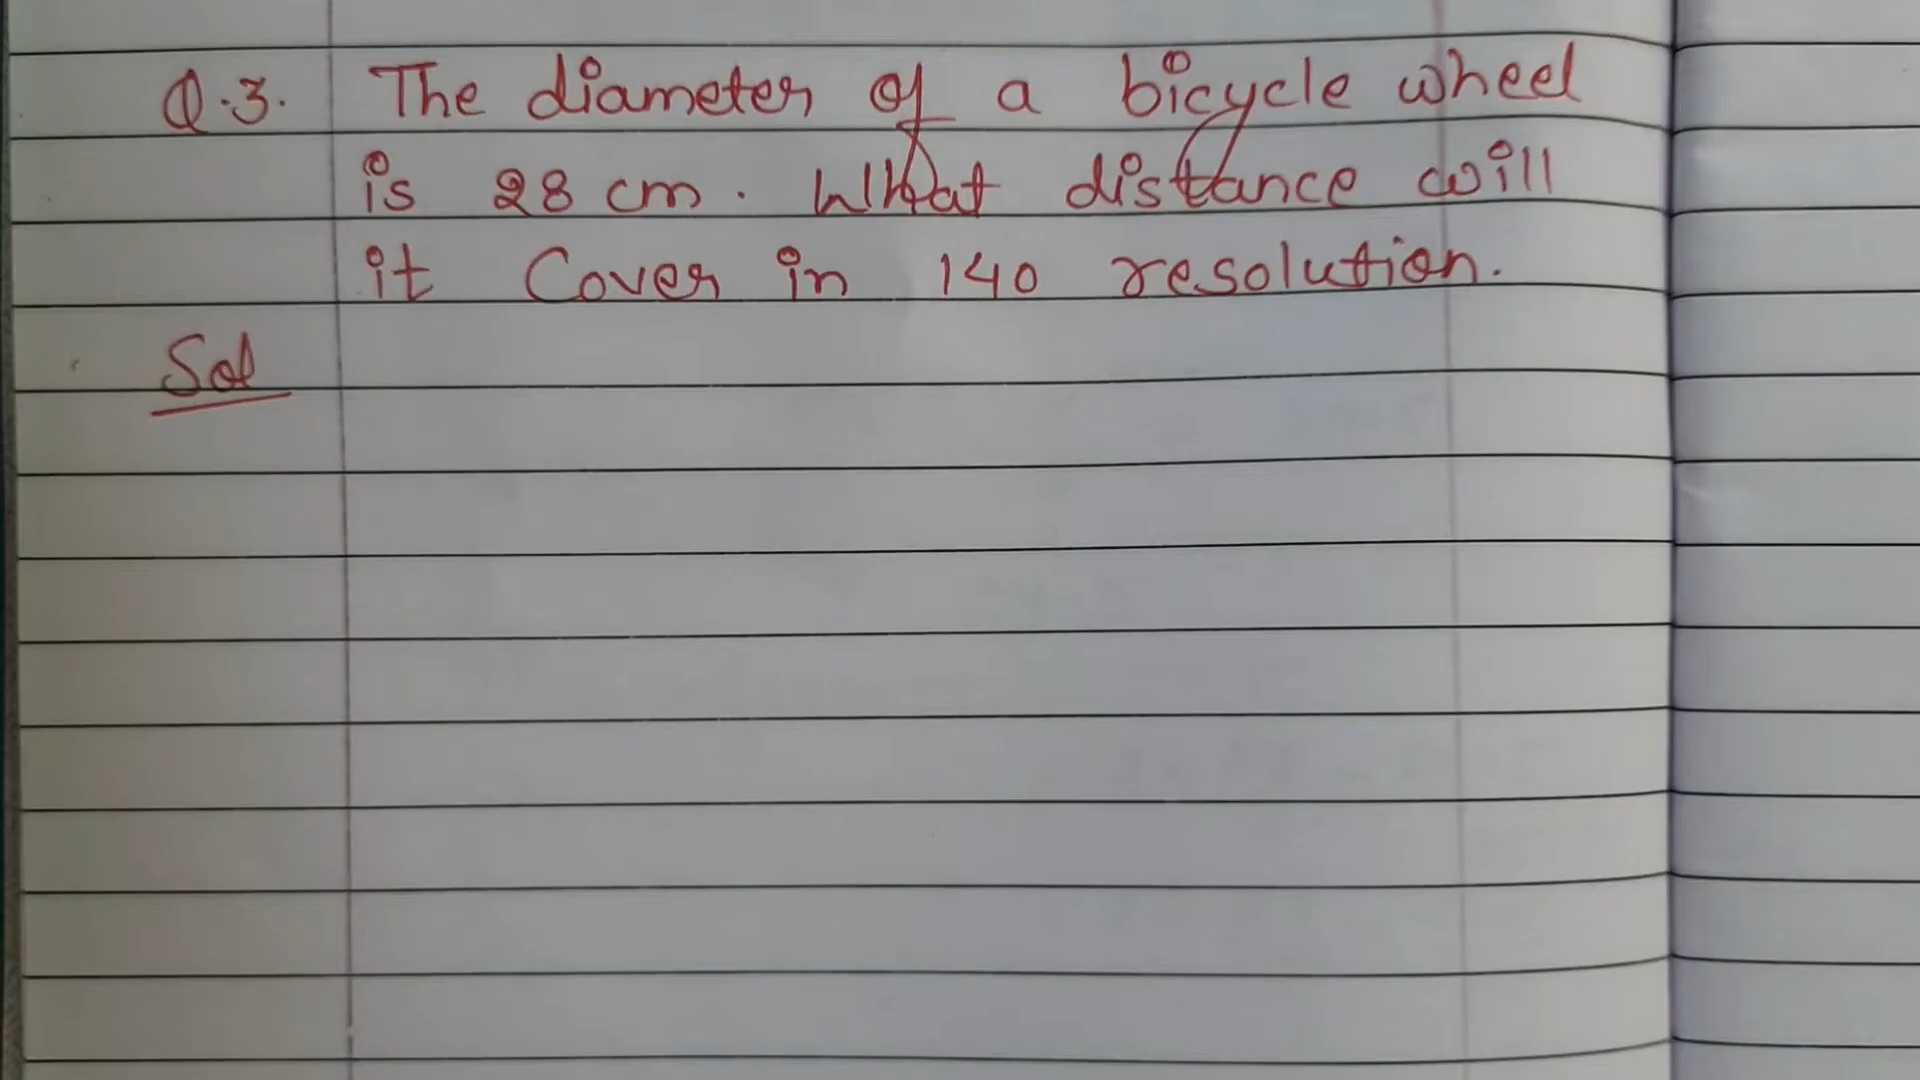 Q.3. The diameter of a bicycle wheel
is 28 cm. What distance will
it Cover in 140 resolution.
Sol